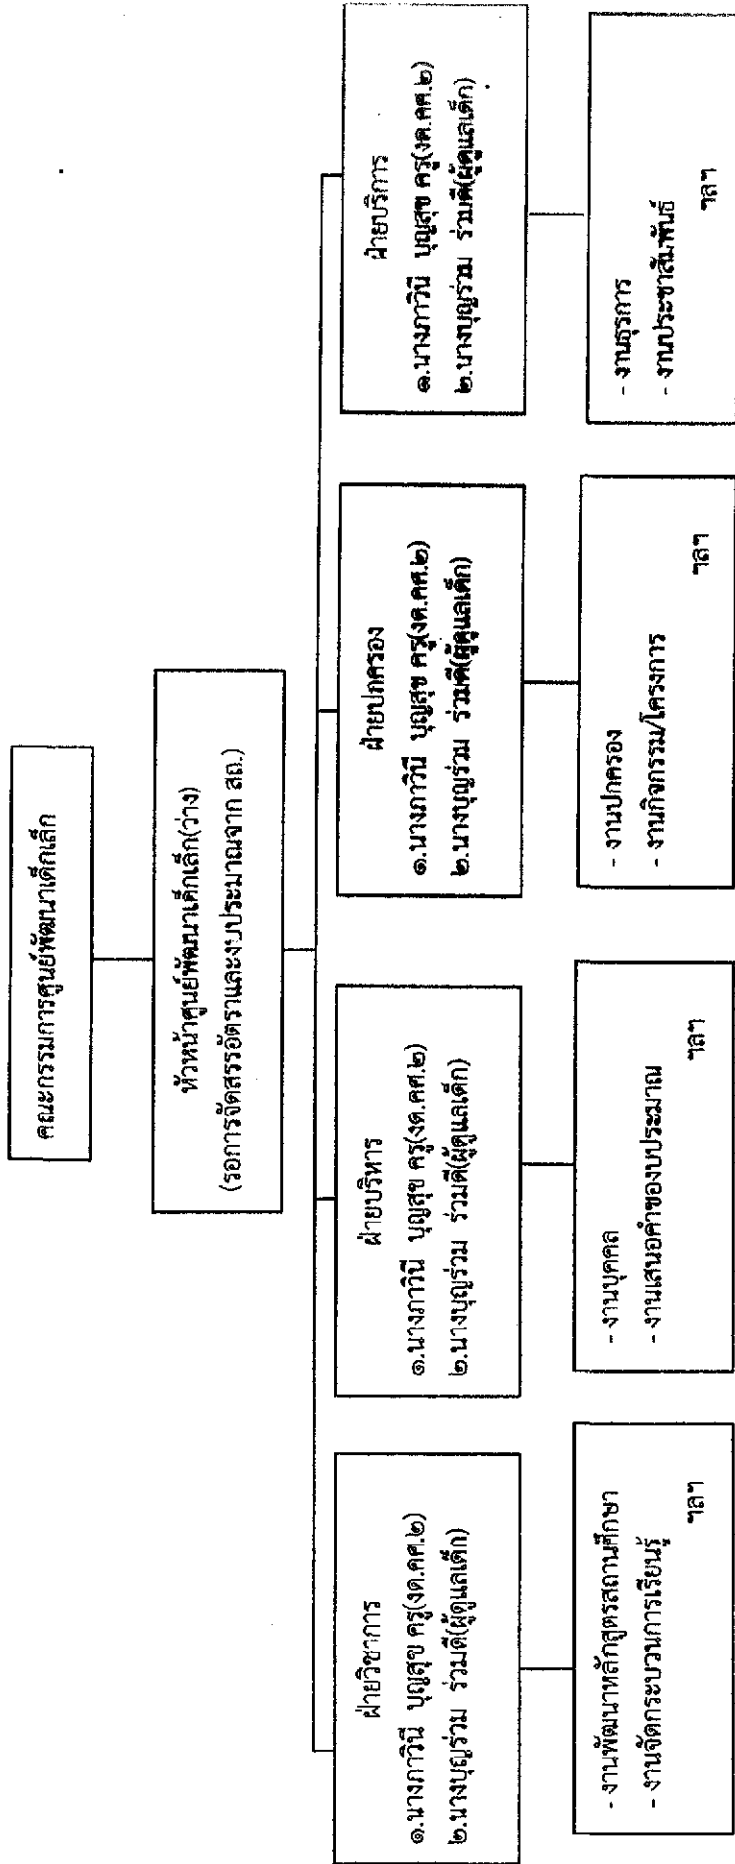 คณะกรรมการศูนย์พัฒนาเด็กเล็ก
หัวหน้าศูนย์พัฒนาเด็กเล็ก(ว่าง)
(รอการจัดสรรอัตราและงบประมาณจาก สถ.)
ฝ่ายวิชาการ
๑.นางภาวินี บุญสุข ครู(งด.คศ.๒)
๒.นางบุญร่วม ร่วมดี(ผู้ดูแลเด็ก)
- งานพัฒนาหลักสูตรสถานศึกษา
- งานจัดกระบวนการเรียนรู้
ฯลฯ
ฝ่ายบริหาร
๑.นางภาวินี บุญสุข ครู(งด.คศ.๒)
๒.นางบุญร่วม ร่วมดี(ผู้ดูแลเด็ก)
- งานบุคคล
- งานเสนอคำของบประมาณ
ฯลฯ
ฝ่ายปกครอง
๑.นางภาวินี บุญสุข ครู(งด.คศ.๒)
๒.นางบุญร่วม ร่วมดี(ผู้ดูแลเด็ก)
- งานปกครอง
- งานกิจกรรม/โครงการ
ฯลฯ
ฝ่ายบริการ
๑.นางภาวินี บุญสุข ครู(งด.คศ.๒)
๒.นางบุญร่วม ร่วมดี(ผู้ดูแลเด็ก)
- งานธุรการ
- งานประชาสัมพันธ์
ฯลฯ